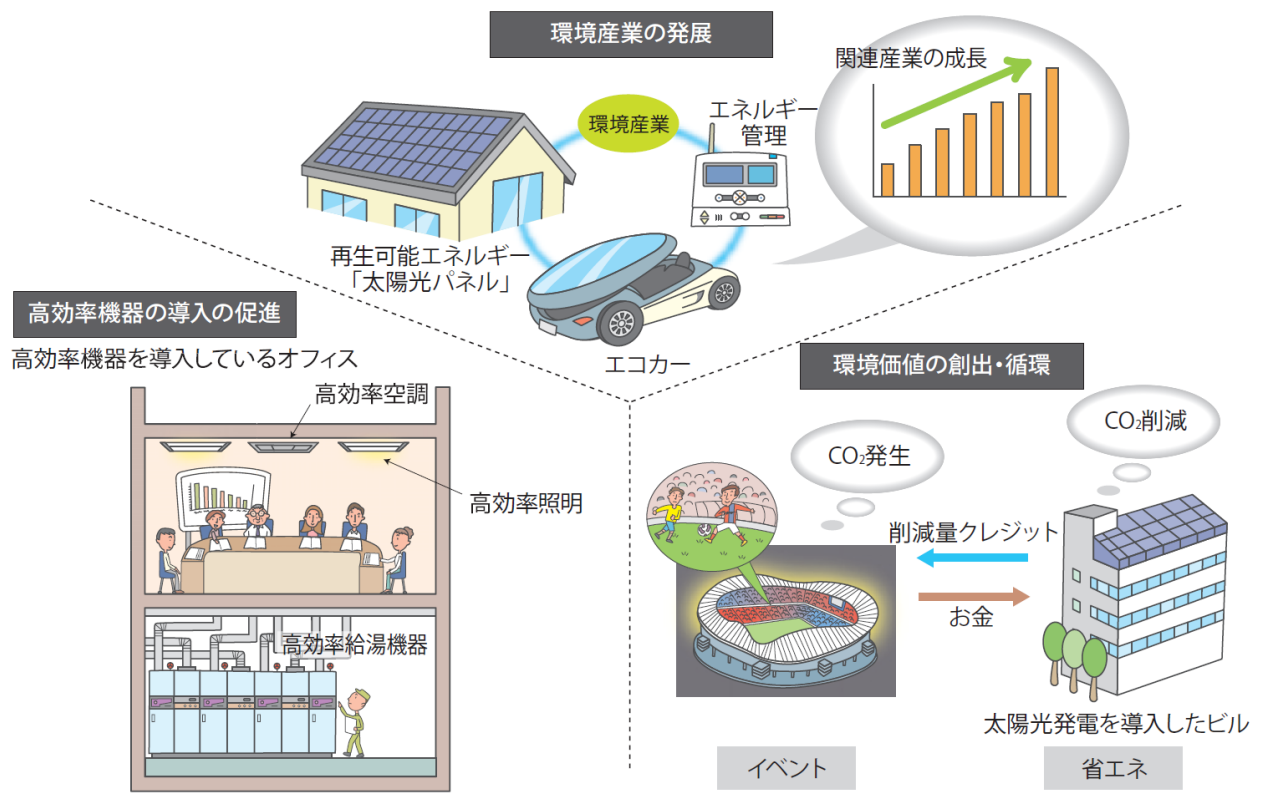 環境産業の発展
関連産業の成長
環境産業
エネルギー
管理
再生可能エネルギー
「太陽光パネル」
エコカー
高効率機器の導入の促進
高効率機器を導入しているオフィス
高効率空調
高効率照明
高効率給湯機器
環境価値の創出・循環
CO₂発生
CO₂削減
削減量クレジット
お金
太陽光発電を導入したビル
イベント
省エネ